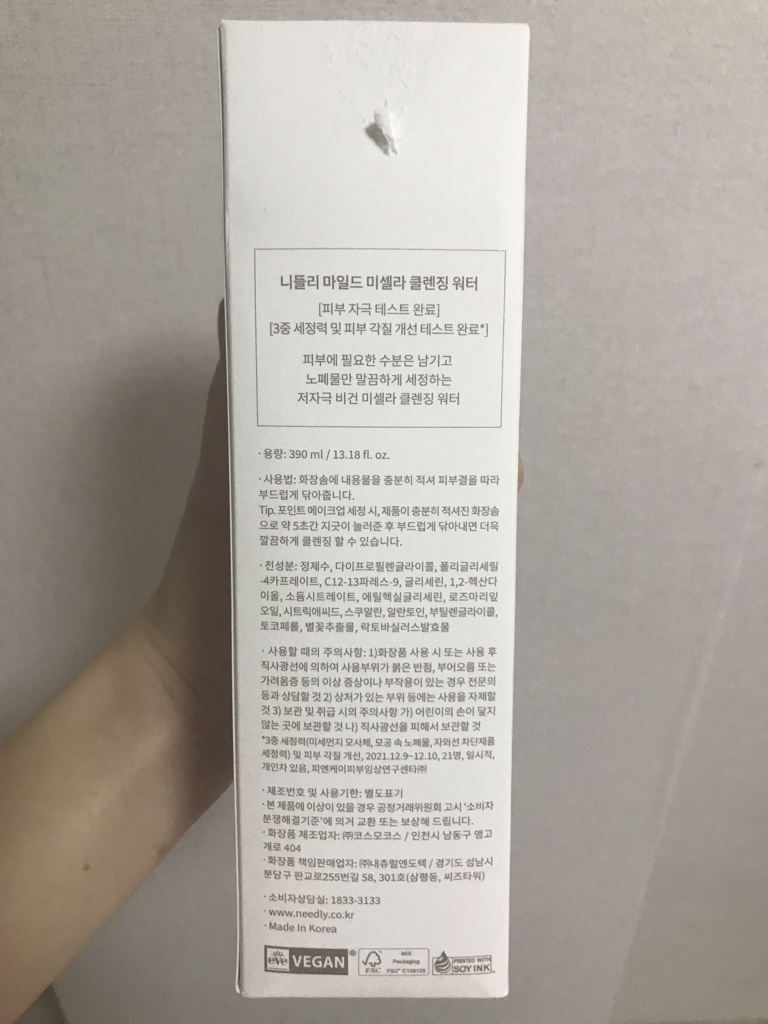 니들리 마일드 미셀라 클렌징 워터
[피부 자극 테스트 완료]
[3중 세정력 및 피부 각질 개선 테스트 완료*]
피부에 필요한 수분은 남기고
노폐물만 말끔하게 세정하는
저자극 비건 미셀라 클렌징 워터
· 용량: 390 ml / 13.18 fl. oz.
· 사용법: 화장솜에 내용물을 충분히 적셔 피부결을 따라
부드럽게 닦아줍니다.
Tip. 포인트 메이크업 세정 시, 제품이 충분히 적셔진 화장솜
으로 약 5초간 지긋이 눌러준 후 부드럽게 닦아내면 더욱
깔끔하게 클렌징 할 수 있습니다.
· 전성분: 정제수, 다이프로필렌글라이콜, 폴리글리세릴
-4카프레이트, C12-13파레스-9, 글리세린, 1,2-헥산다
이올, 소듐시트레이트, 에틸헥실글리세린, 로즈마리잎
오일, 시트릭애씨드, 스쿠알란, 알란토인, 부틸렌글라이콜,
토코페롤, 별꽃추출물, 락토바실러스발효물
· 사용할 때의 주의사항: 1)화장품 사용 시 또는 사용 후
직사광선에 의하여 사용부위가 붉은 반점, 부어오름 또는
가려움증 등의 이상 증상이나 부작용이 있는 경우 전문의
등과 상담할 것 2) 상처가 있는 부위 등에는 사용을 자제할
것 3) 보관 및 취급 시의 주의사항 가) 어린이의 손이 닿지
않는 곳에 보관할 것 나) 직사광선을 피해서 보관할 것
*3중 세정력(미세먼지 모사체, 모공 속 노폐물, 자외선 차단제품
세정력) 및 피부 각질 개선, 2021.12.9~12.10, 21명, 일시적,
개인차 있음, 피엔케이피부임상연구센타㈜
· 제조번호 및 사용기한: 별도표기
· 본 제품에 이상이 있을 경우 공정거래위원회 고시 '소비자
분쟁해결기준'에 의거 교환 또는 보상해 드립니다.
· 화장품 제조업자: ㈜코스모코스 / 인천시 남동구 앵고
개로 404
· 화장품 책임판매업자: ㈜내츄럴엔도텍 / 경기도 성남시
분당구 판교로255번길 58, 301호(삼평동, 씨즈타워)
· 소비자상담실: 1833-3133
· www.needly.co.kr
· Made In Korea
eve VEGAN® FSC MIX Packaging PRINTED WITH SOY INK